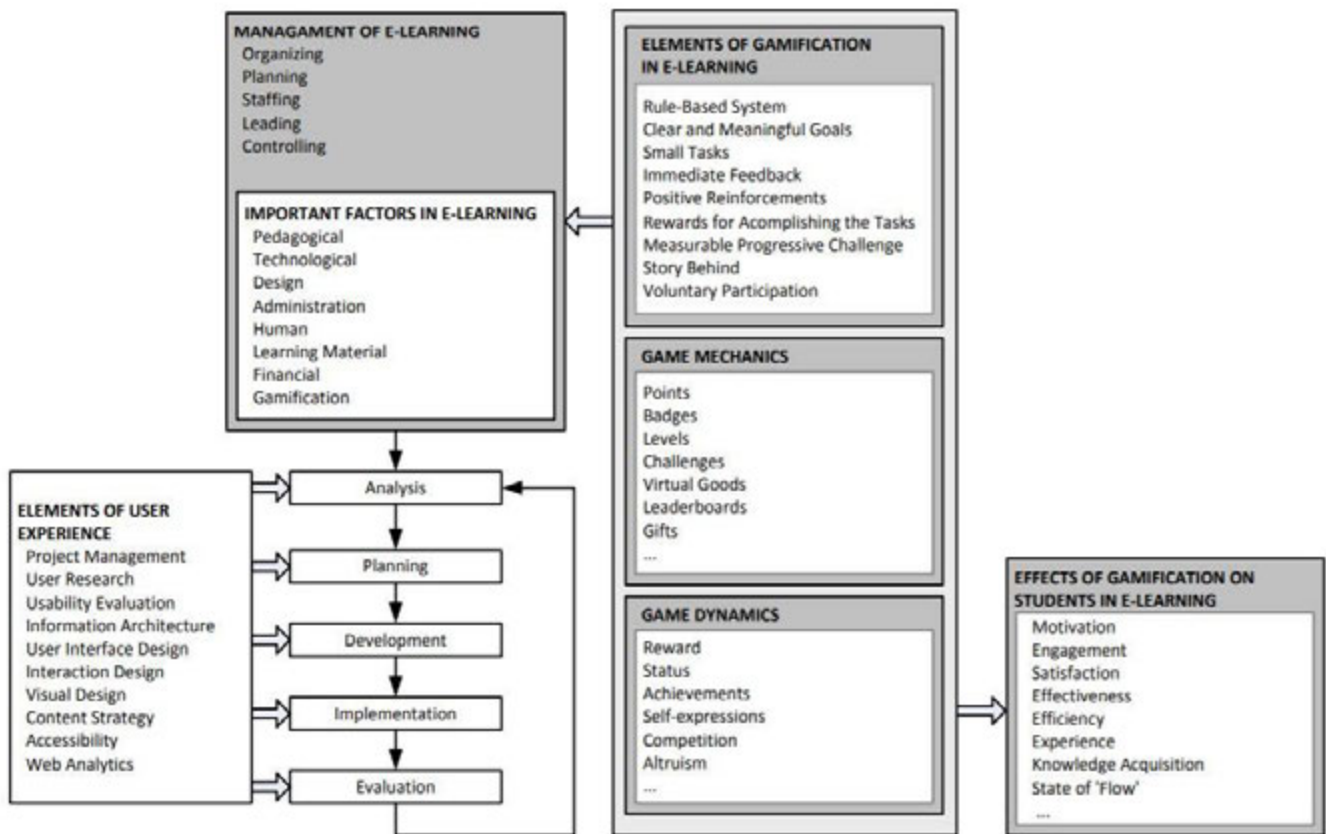 MANAGAMENT OF E-LEARNING
Organizing
Planning
Staffing
Leading
Controlling
IMPORTANT FACTORS IN E-LEARNING
Pedagogical
Technological
Design
Administration
Human
Learning Material
Financial
Gamification
ELEMENTS OF GAMIFICATION
IN E-LEARNING
Rule-Based System
Clear and Meaningful Goals
Small Tasks
Immediate Feedback
Positive Reinforcements
Rewards for Acomplishing the Tasks
Measurable Progressive Challenge
Story Behind
Voluntary Participation
GAME MECHANICS
Points
Badges
Levels
Challenges
Virtual Goods
Leaderboards
Gifts
...
GAME DYNAMICS
Reward
Status
Achievements
Self-expressions
Competition
Altruism
...
ELEMENTS OF USER
EXPERIENCE
Project Management
User Research
Usability Evaluation
Information Architecture
User Interface Design
Interaction Design
Visual Design
Content Strategy
Accessibility
Web Analytics
Analysis
Planning
Development
Implementation
Evaluation
EFFECTS OF GAMIFICATION ON
STUDENTS IN E-LEARNING
Motivation
Engagement
Satisfaction
Effectiveness
Efficiency
Experience
Knowledge Acquisition
State of 'Flow'
...